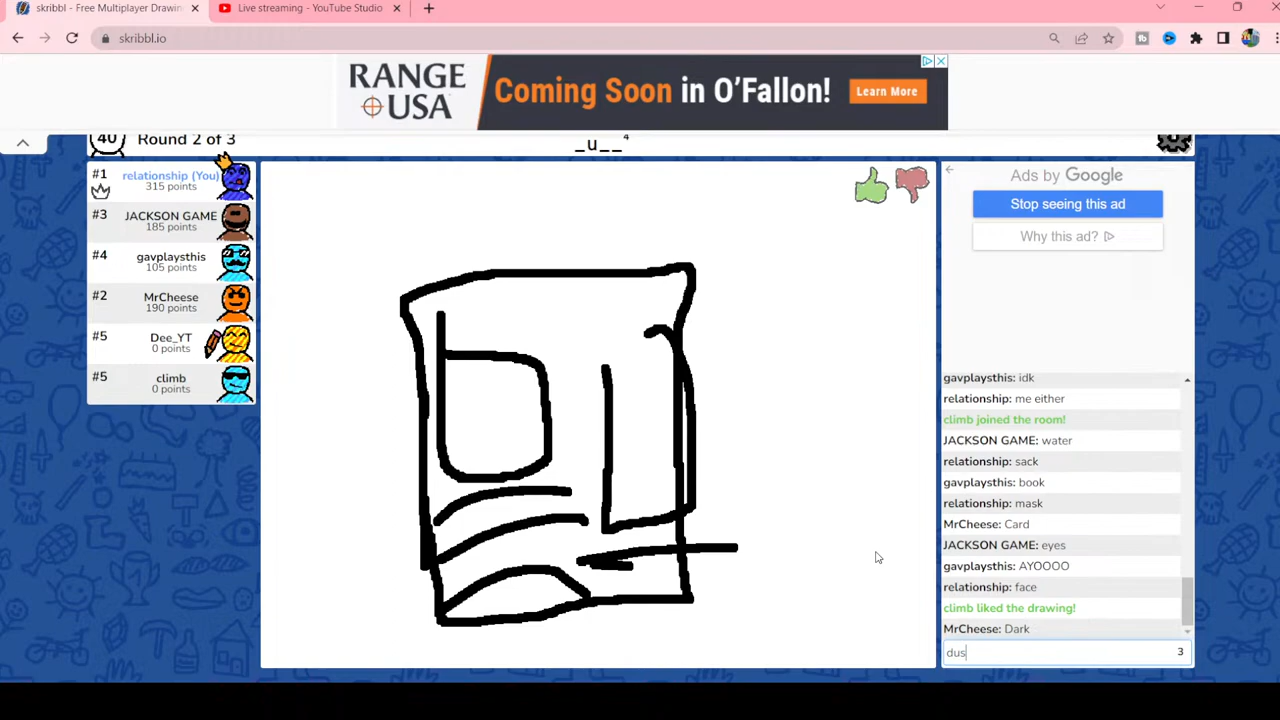 skribbl - Free Multiplayer Drawin
Live streaming - YouTube Studio
skribbl.io
RANGE USA
Coming Soon in O'Fallon!
Learn More
40
Round 2 of 3
_u__ 4
#1 relationship (You)
315 points
#3 JACKSON GAME
185 points
#4 gavplaysthis
105 points
#2 MrCheese
190 points
#5 Dee_YT
0 points
#5 climb
0 points
Ads by Google
Stop seeing this ad
Why this ad?
gavplaysthis: idk
relationship: me either
climb joined the room!
JACKSON GAME: water
relationship: sack
gavplaysthis: book
relationship: mask
MrCheese: Card
JACKSON GAME: eyes
gavplaysthis: AYOOOO
relationship: face
climb liked the drawing!
MrCheese: Dark
dus 3